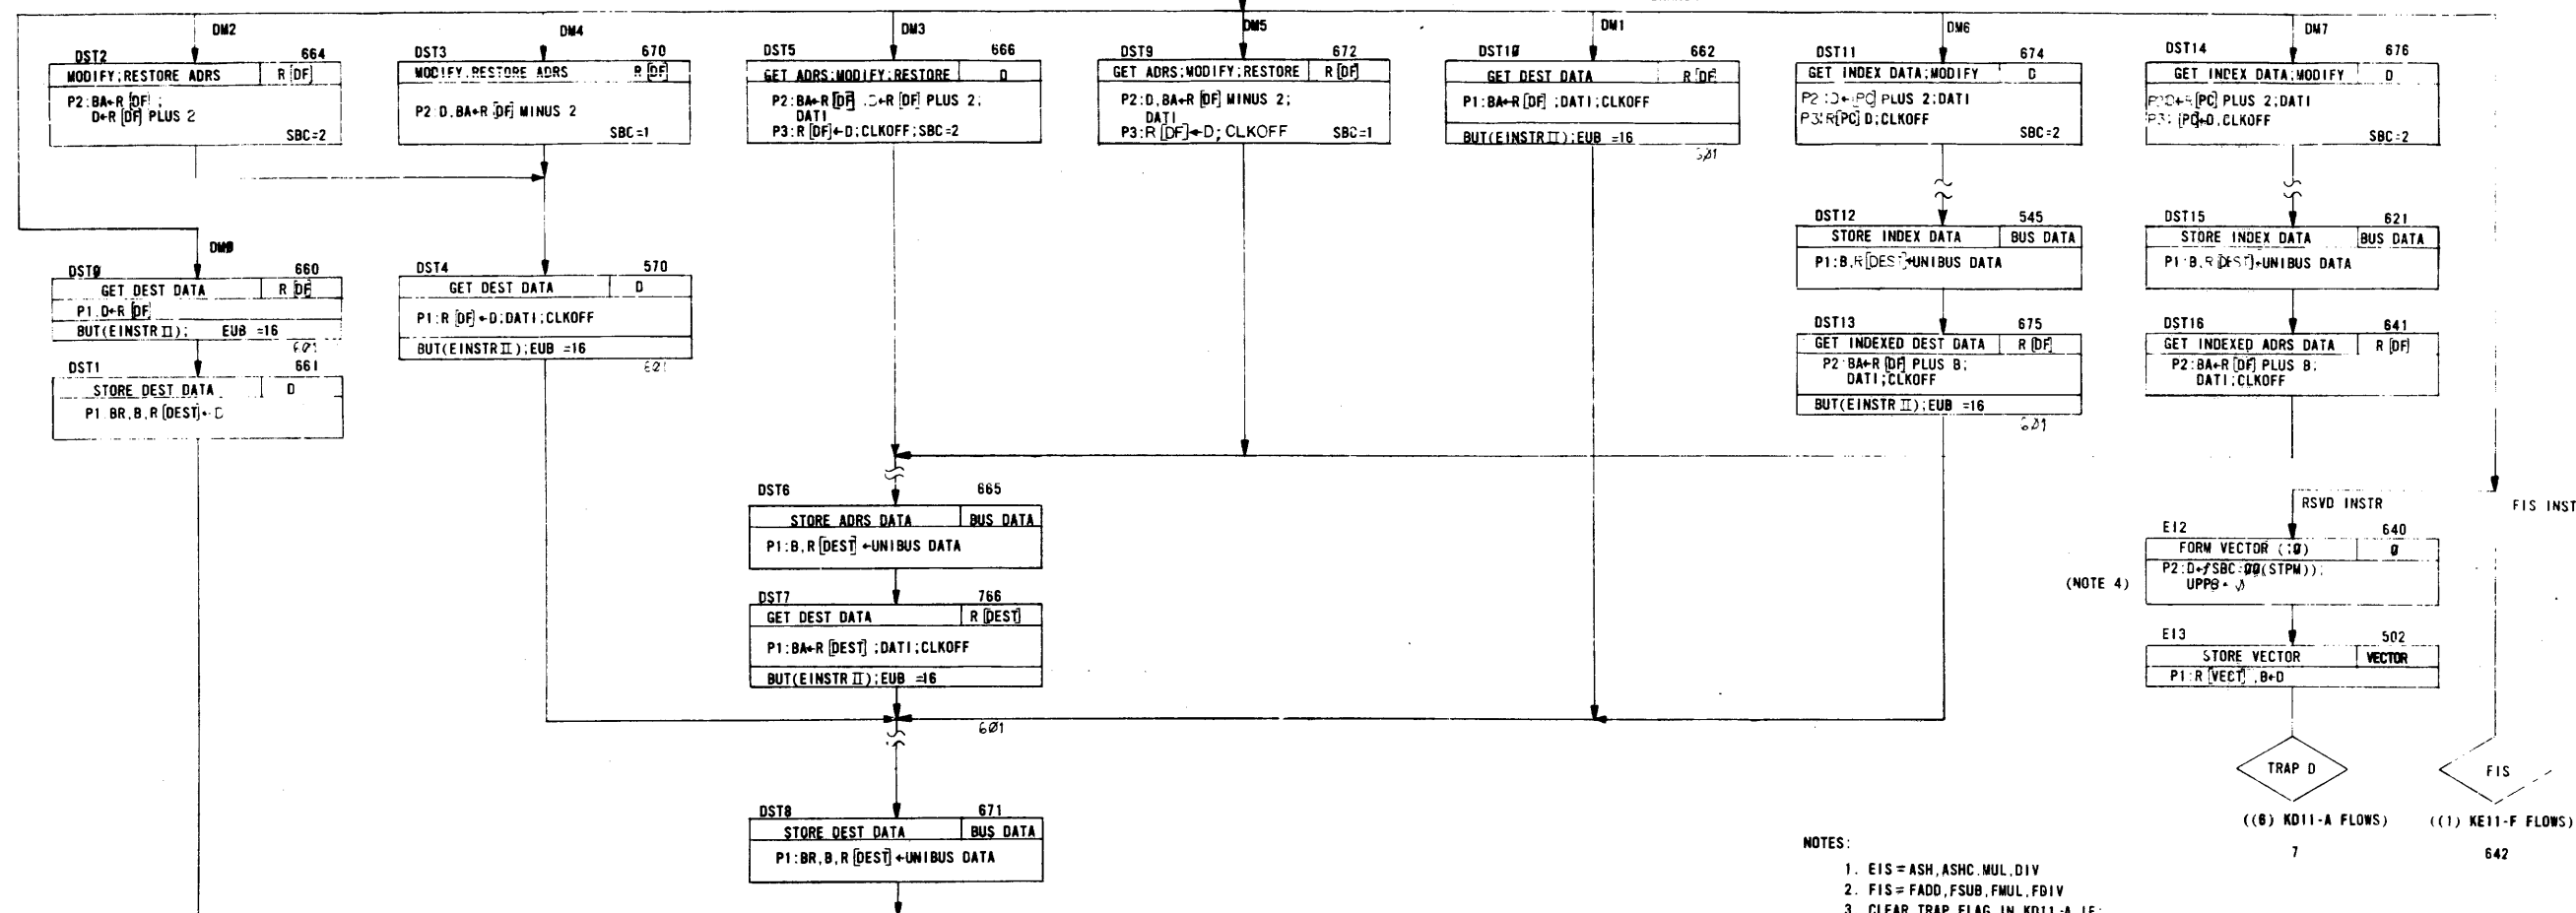 DM2
DST2 664
MODIFY;RESTORE ADRS R[DF]
P2:BA←R[DF];
D←R[DF] PLUS 2
SBC=2
DM4
DST3 670
MODIFY,RESTORE ADRS R[DF]
P2:D,BA←R[DF] MINUS 2
SBC=1
DM3
DST5 666
GET ADRS;MODIFY;RESTORE D
P2:BA←R[DF] ,D←R[DF] PLUS 2;
DATI
P3:R[DF]←D;CLKOFF;SBC=2
DM5
DST9 672
GET ADRS;MODIFY;RESTORE R[DF]
P2:D,BA←R[DF] MINUS 2;
DATI
P3:R[DF]←D; CLKOFF SBC=1
DM1
DST10 662
GET DEST DATA R[DF]
P1:BA←R[DF] ;DATI;CLKOFF
BUT(EINSTR II);EUB =16
601
DM6
DST11 674
GET INDEX DATA;MODIFY D
P2:D←[PC] PLUS 2;DATI
P3:R[PC] D;CLKOFF
SBC=2
DM7
DST14 676
GET INDEX DATA;MODIFY D
P2:D←R[PC] PLUS 2;DATI
P3: [PC]←D,CLKOFF
SBC=2
DST12 545
STORE INDEX DATA BUS DATA
P1:B,R[DEST]←UNIBUS DATA
DST15 621
STORE INDEX DATA BUS DATA
P1:B,R[DEST]←UNIBUS DATA
DM0
DST0 660
GET DEST DATA R[DF]
P1.D←R[DF]
BUT(EINSTR II); EUB =16
601
DST4 570
GET DEST DATA D
P1:R[DF]←D;DATI;CLKOFF
BUT(EINSTR II);EUB =16
601
DST13 675
GET INDEXED DEST DATA R[DF]
P2:BA←R[DF] PLUS B;
DATI;CLKOFF
BUT(EINSTR II);EUB =16
601
DST16 641
GET INDEXED ADRS DATA R[DF]
P2:BA←R[DF] PLUS B;
DATI;CLKOFF
DST1 661
STORE DEST DATA D
P1.BR,B,R[DEST]←D
DST6 665
STORE ADRS DATA BUS DATA
P1:B,R[DEST]←UNIBUS DATA
RSVD INSTR
FIS INST
EI2 640
FORM VECTOR (10) 0
P2:D←fSBC:00(STPM));
UPP8←
(NOTE 4)
DST7 766
GET DEST DATA R[DEST]
P1:BA←R[DEST] ;DATI;CLKOFF
BUT(EINSTR II);EUB =16
601
EI3 502
STORE VECTOR VECTOR
P1:R[VECT] ,B←D
TRAP D
FIS
((6) KD11-A FLOWS)
((1) KE11-F FLOWS)
7
642
DST8 671
STORE DEST DATA BUS DATA
P1:BR,B,R[DEST]←UNIBUS DATA
NOTES:
1. EIS=ASH,ASHC.MUL,DIV
2. FIS=FADD,FSUB,FMUL,FDIV
3. CLEAR TRAP FLAG IN KD11-A IF: